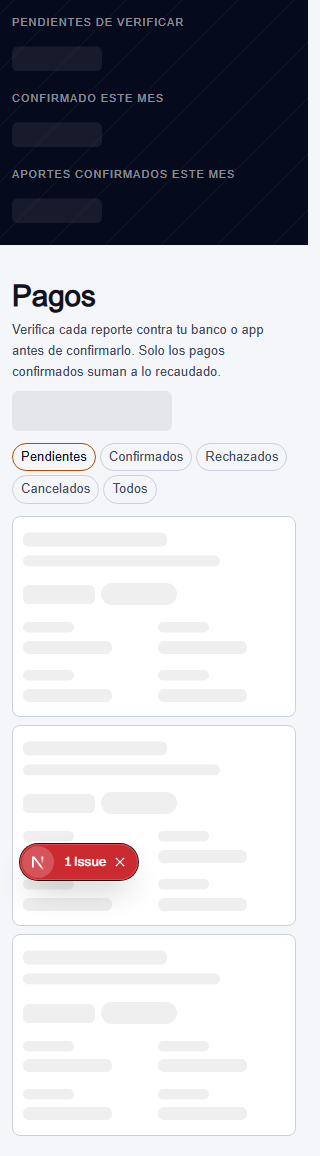 PENDIENTES DE VERIFICAR
CONFIRMADO ESTE MES
APORTES CONFIRMADOS ESTE MES
Pagos
Verifica cada reporte contra tu banco o app
antes de confirmarlo. Solo los pagos
confirmados suman a lo recaudado.
Pendientes Confirmados Rechazados
Cancelados Todos
N 1 Issue